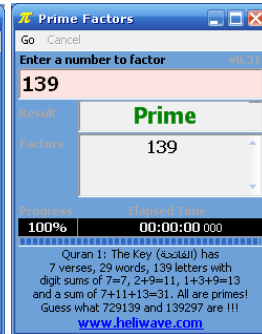 π Prime Factors
Go Cancel
Enter a number to factor v0.31
139
Result Prime
Factors 139
Progress Elapsed Time
100% 00:00:00 000
Quran 1: The Key (الفاتحة) has
7 verses, 29 words, 139 letters with
digit sums of 7=7, 2+9=11, 1+3+9=13
and a sum of 7+11+13=31. All are primes!
Guess what 729139 and 139297 are !!!
www.heliwave.com